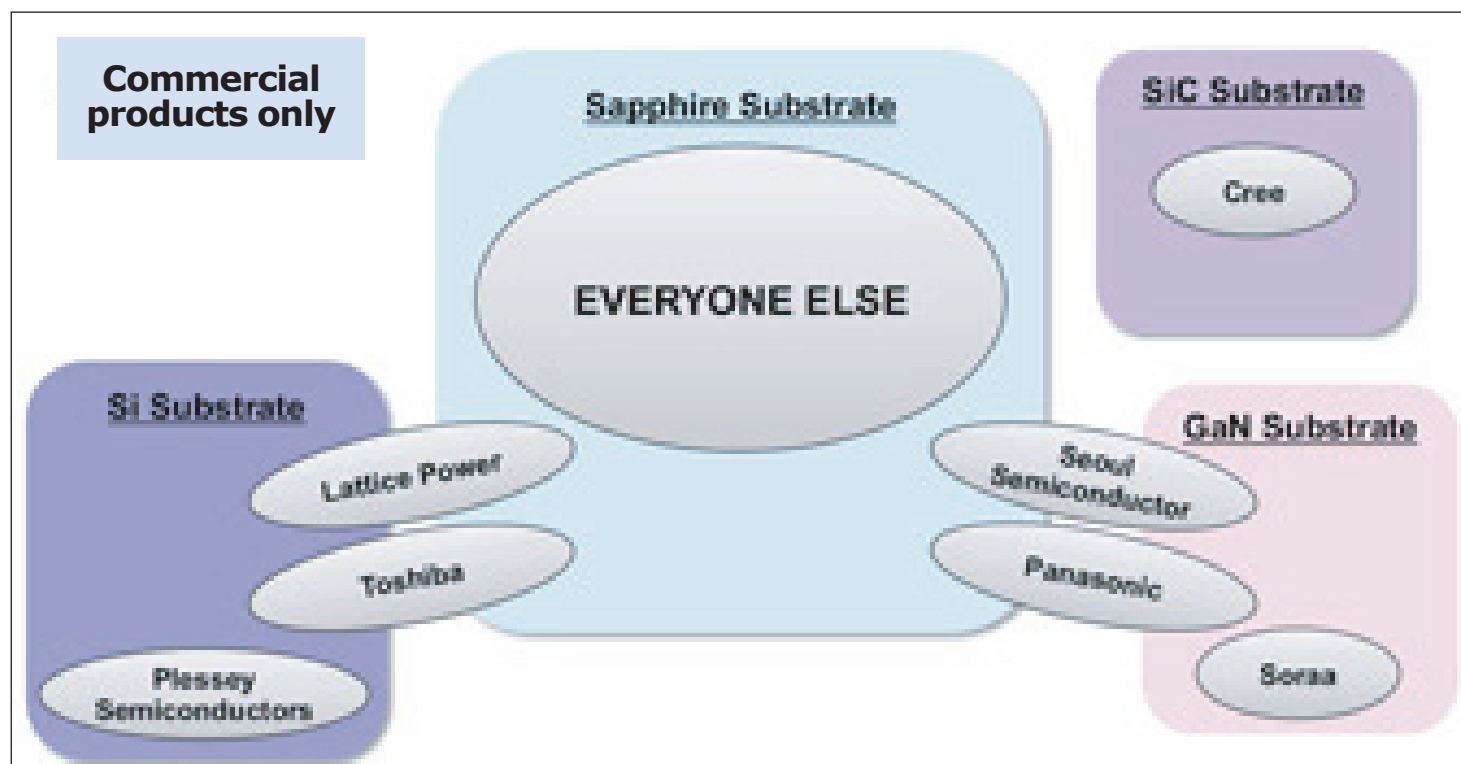 Commercial
products only
Sapphire Substrate
EVERYONE ELSE
SiC Substrate
Cree
Si Substrate
Lattice Power
Toshiba
Plessey
Semiconductors
GaN Substrate
Seoul
Semiconductor
Panasonic
Soraa